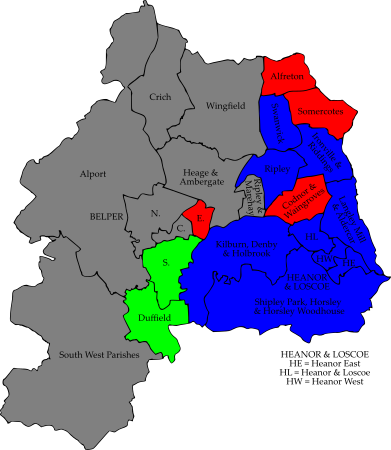 Alfreton
Crich
Wingfield
Somercotes
Swanwick
Ironville &
Riddings
Ripley
Heage &
Ambergate
Alport
Ripley &
Marehay
Codnor &
Waingroves
BELPER
N.
E.
C.
HL
Kilburn, Denby
& Holbrook
HW
HE
S.
HEANOR
& LOSCOE
Shipley Park, Horsley
& Horsley Woodhouse
Duffield
South West Parishes
HEANOR & LOSCOE
HE = Heanor East
HL = Heanor & Loscoe
HW = Heanor West